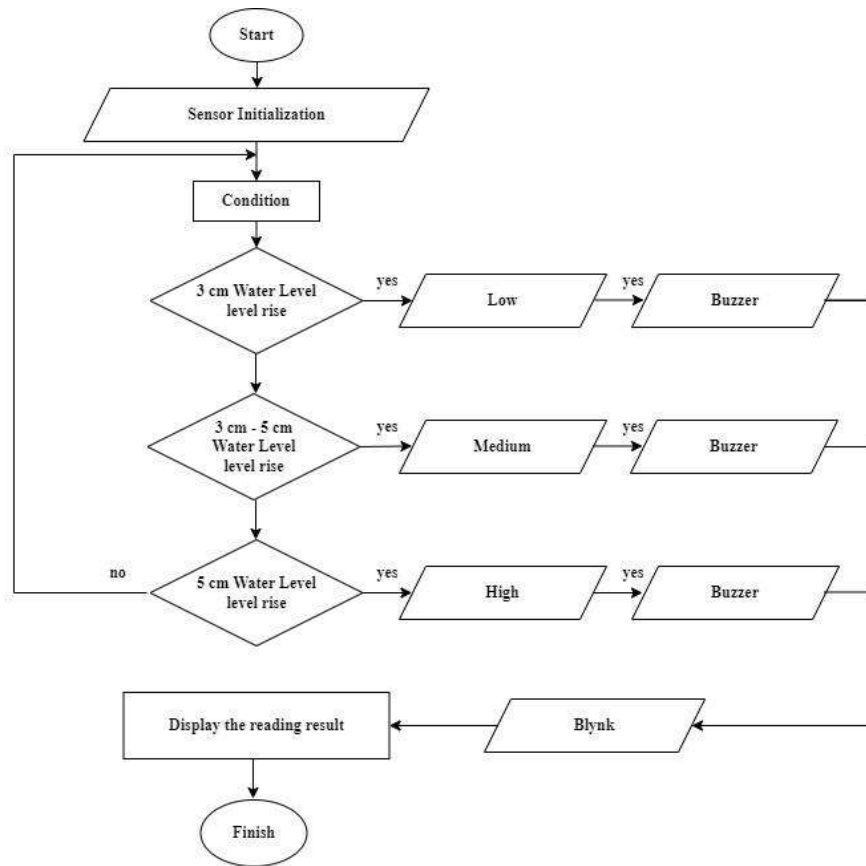 Start
Sensor Initialization
Condition
3 cm Water Level
level rise
yes
Low
yes
Buzzer
3 cm - 5 cm
Water Level
level rise
yes
Medium
yes
Buzzer
no
5 cm Water Level
level rise
yes
High
yes
Buzzer
Display the reading result
Blynk
Finish